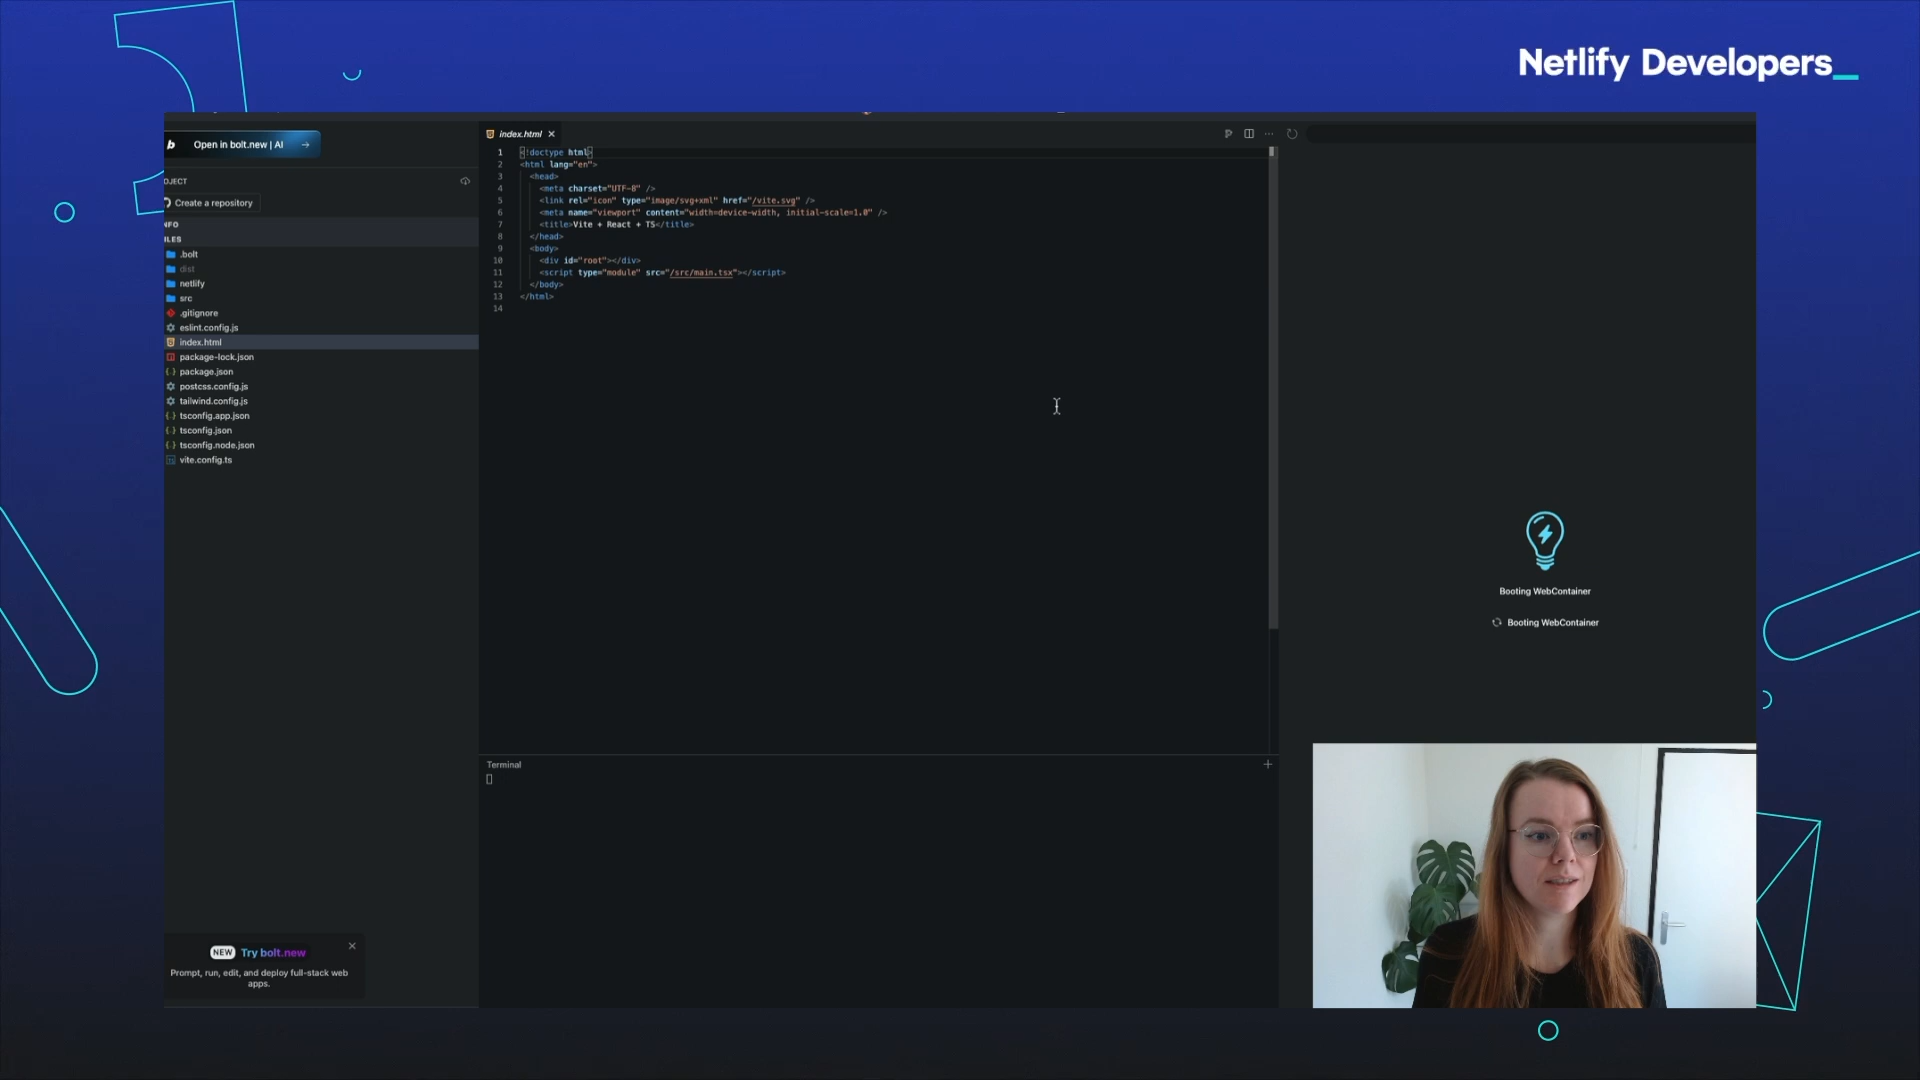 Netlify Developers_
b Open in bolt.new | AI →
OJECT
Create a repository
NFO
ILES
.bolt
dist
netlify
src
.gitignore
eslint.config.js
index.html
package-lock.json
package.json
postcss.config.js
tailwind.config.js
tsconfig.app.json
tsconfig.json
tsconfig.node.json
vite.config.ts
NEW Try bolt.new
Prompt, run, edit, and deploy full-stack web
apps.
index.html
1 <!doctype html>
2 <html lang="en">
3 <head>
4 <meta charset="UTF-8" />
5 <link rel="icon" type="image/svg+xml" href="/vite.svg" />
6 <meta name="viewport" content="width=device-width, initial-scale=1.0" />
7 <title>Vite + React + TS</title>
8 </head>
9 <body>
10 <div id="root"></div>
11 <script type="module" src="/src/main.tsx"></script>
12 </body>
13 </html>
14
Terminal
Booting WebContainer
Booting WebContainer